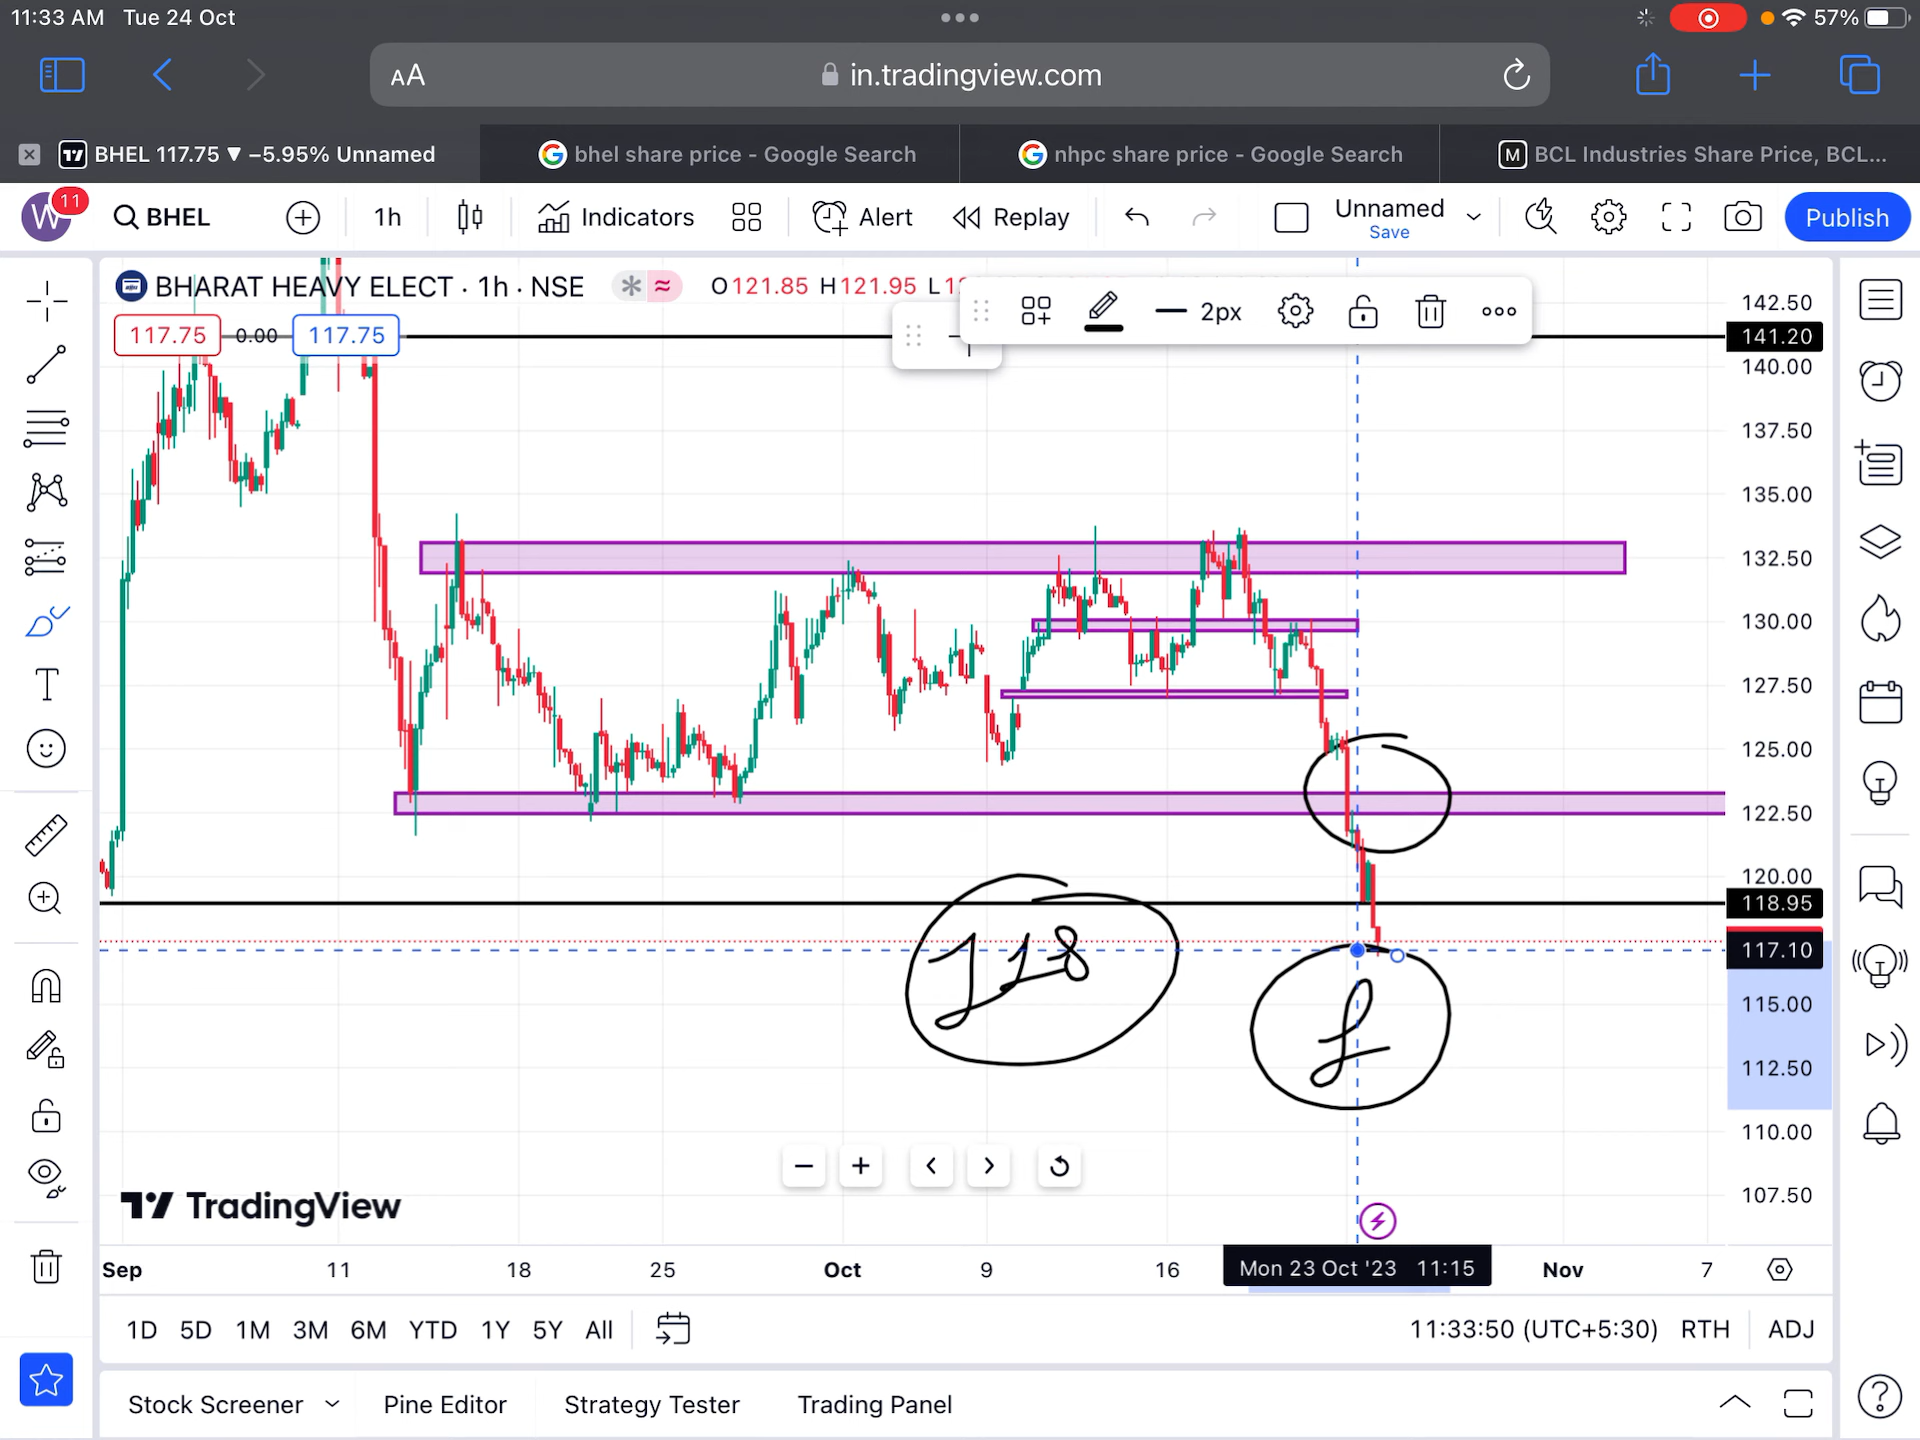 11:33 AM Tue 24 Oct 57%
AA in.tradingview.com
BHEL 117.75 ▼ −5.95% Unnamed bhel share price - Google Search nhpc share price - Google Search M BCL Industries Share Price, BCL...
W 11 BHEL 1h Indicators Alert Replay Unnamed Save Publish
BHARAT HEAVY ELECT · 1h · NSE O121.85 H121.95
117.75 0.00 117.75 2px
142.50
141.20
140.00
137.50
135.00
132.50
130.00
127.50
125.00
122.50
120.00
118.95
118
117.10
115.00
112.50
110.00
107.50
TradingView
Sep 11 18 25 Oct 9 16 Mon 23 Oct '23 11:15 Nov 7
1D 5D 1M 3M 6M YTD 1Y 5Y All 11:33:50 (UTC+5:30) RTH ADJ
Stock Screener Pine Editor Strategy Tester Trading Panel